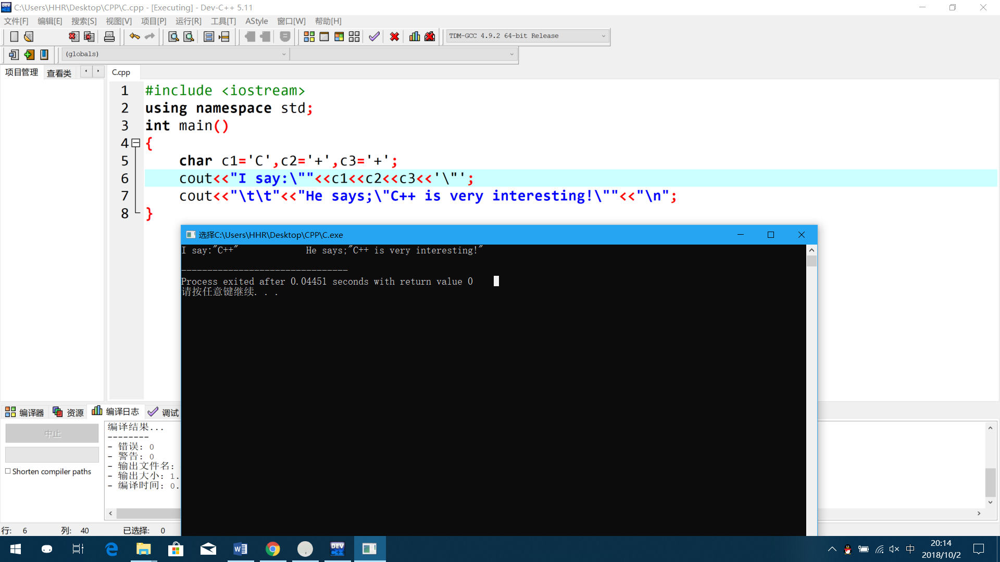 C:\Users\HHR\Desktop\CPP\C.cpp - [Executing] - Dev-C++ 5.11
文件[F] 编辑[E] 搜索[S] 视图[V] 项目[P] 运行[R] 工具[T] AStyle 窗口[W] 帮助[H]
TDM-GCC 4.9.2 64-bit Release
(globals)
项目管理 查看类 C.cpp
1 #include <iostream>
2 using namespace std;
3 int main()
4 {
5 char c1='C',c2='+',c3='+';
6 cout<<"I say:\""<<c1<<c2<<c3<<'\"';
7 cout<<"\t\t"<<"He says;\"C++ is very interesting!\""<<"\n";
8 }
选择C:\Users\HHR\Desktop\CPP\C.exe
I say:"C++" He says;"C++ is very interesting!"
--------------------------------
Process exited after 0.04451 seconds with return value 0
请按任意键继续. . .
编译器 资源 编译日志 调试
中止
Shorten compiler paths
编译结果...
--------
- 错误: 0
- 警告: 0
- 输出文件名:
- 输出大小: 1.
- 编译时间: 0.
行: 6 列: 40 已选择: 0
DEV
中
20:14
2018/10/2